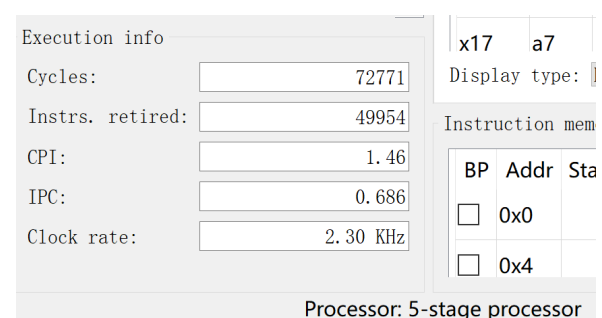 Execution info
Cycles: 72771
Instrs. retired: 49954
CPI: 1.46
IPC: 0.686
Clock rate: 2.30 KHz
x17 a7
Display type:
Instruction mem
BP Addr Sta
0x0
0x4
Processor: 5-stage processor